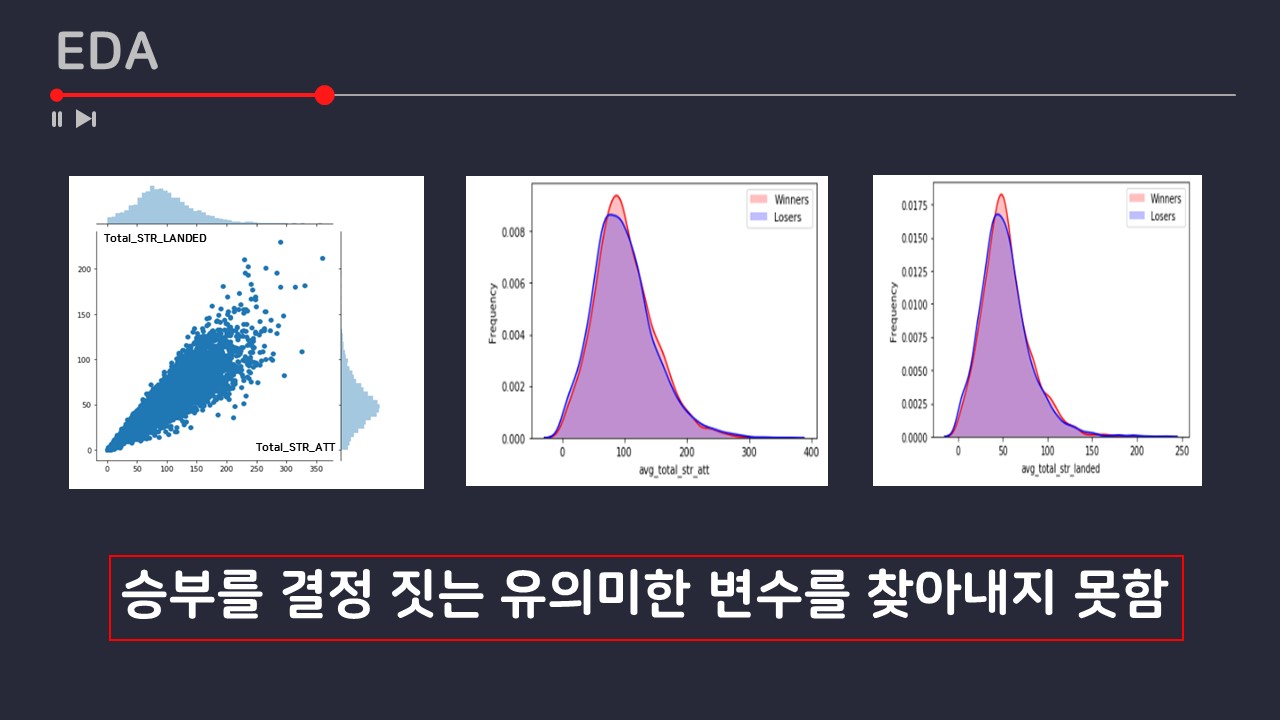 EDA
Total_STR_LANDED
200
150
100
50
0
Total_STR_ATT
0 50 100 150 200 250 300 350
Winners
Losers
Frequency
0.008
0.006
0.004
0.002
0.000
0 100 200 300 400
avg_total_str_att
Winners
Losers
Frequency
0.0175
0.0150
0.0125
0.0100
0.0075
0.0050
0.0025
0.0000
0 50 100 150 200 250
avg_total_str_landed
승부를 결정 짓는 유의미한 변수를 찾아내지 못함